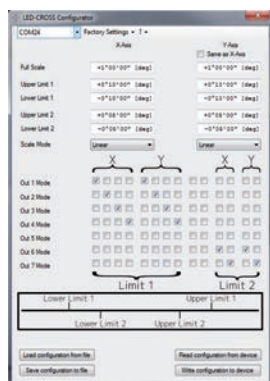 LED-CROSS Configurator
COM24 Factory Settings ?
X-Axis Y-Axis
Same as X-Axis
Full Scale +1°00'00" [deg] +1°00'00" [deg]
Upper Limit 1 +0°10'00" [deg] +0°10'00" [deg]
Lower Limit 1 -0°10'00" [deg] -0°10'00" [deg]
Upper Limit 2 +0°06'00" [deg] +0°06'00" [deg]
Lower Limit 2 -0°06'00" [deg] -0°06'00" [deg]
Scale Mode Linear Linear
X Y X Y
Out 1 Mode
Out 2 Mode
Out 3 Mode
Out 4 Mode
Out 5 Mode
Out 6 Mode
Out 7 Mode
Limit 1 Limit 2
Lower Limit 1 Upper Limit 1
Lower Limit 2 Upper Limit 2
Load configuration from file Read configuration from device
Save configuration to file Write configuration to device